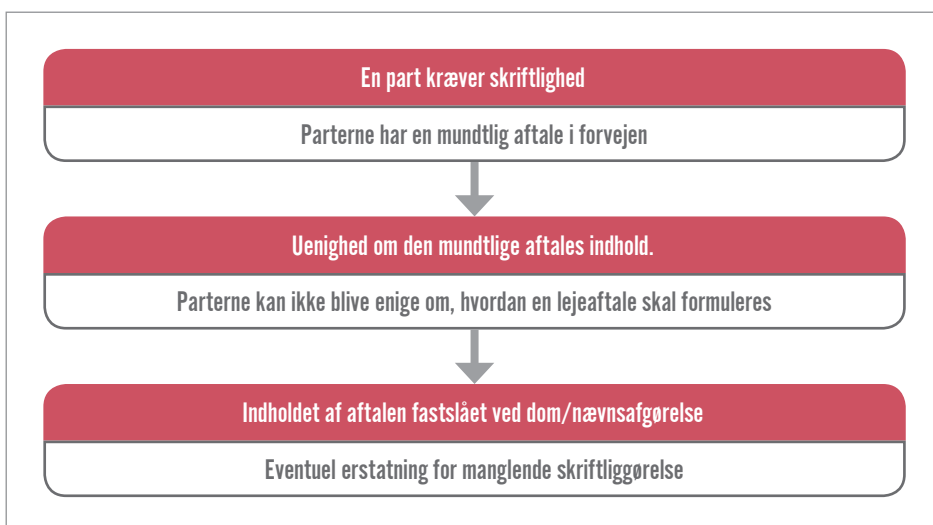 En part kræver skriftlighed
Parterne har en mundtlig aftale i forvejen
Uenighed om den mundtlige aftales indhold.
Parterne kan ikke blive enige om, hvordan en lejeaftale skal formuleres
Indholdet af aftalen fastslået ved dom/nævnsafgørelse
Eventuel erstatning for manglende skriftliggørelse